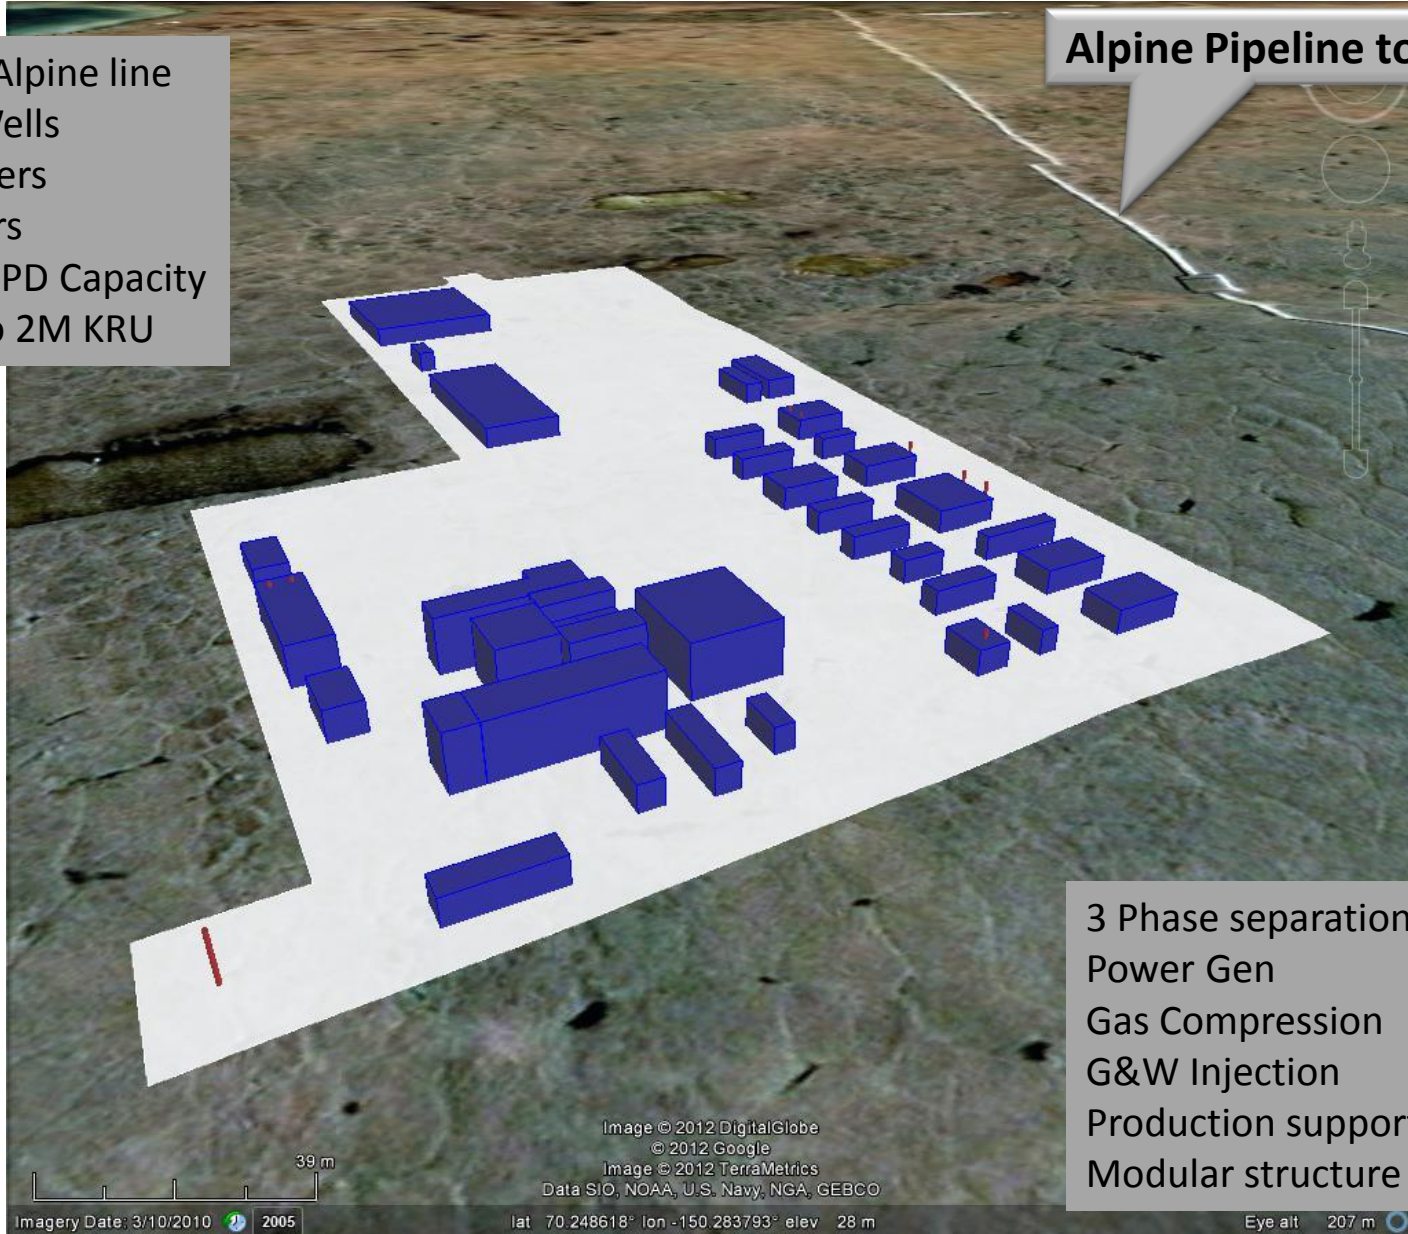 Alpine line
ells
ers
rs
PD Capacity
2M KRU
Alpine Pipeline to
3 Phase separation
Power Gen
Gas Compression
G&W Injection
Production support
Modular structure
39 m
Image © 2012 DigitalGlobe
© 2012 Google
Image © 2012 TerraMetrics
Data SIO, NOAA, U.S. Navy, NGA, GEBCO
Imagery Date: 3/10/2010 2005 lat 70.248618° lon -150.283793° elev 28 m Eye alt 207 m